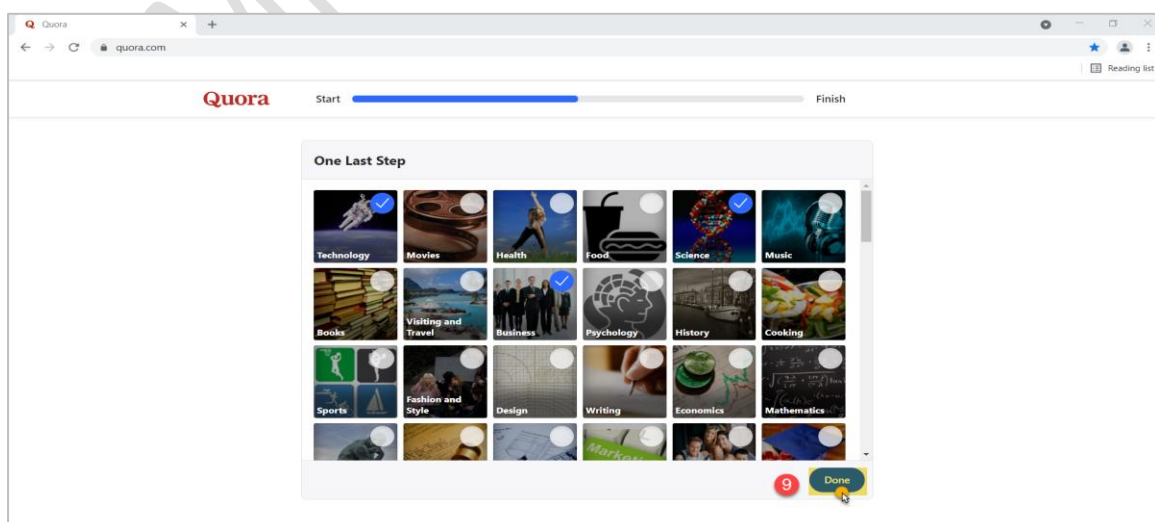 Quora
quora.com
Reading list
Quora
Start
Finish
One Last Step
Technology
Movies
Health
Food
Science
Music
Books
Visiting and
Travel
Business
Psychology
History
Cooking
Sports
Fashion and
Style
Design
Writing
Economics
Mathematics
Marketi
9
Done